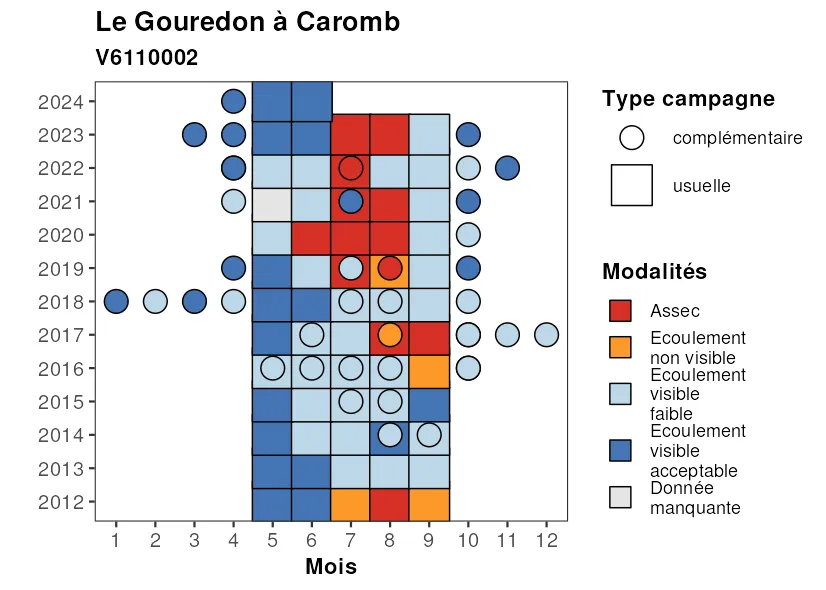 Le Gouredon à Caromb
V6110002
2024
2023
2022
2021
2020
2019
2018
2017
2016
2015
2014
2013
2012
1 2 3 4 5 6 7 8 9 10 11 12
Mois
Type campagne
complémentaire
usuelle
Modalités
Assec
Ecoulement
non visible
Ecoulement
visible
faible
Ecoulement
visible
acceptable
Donnée
manquante